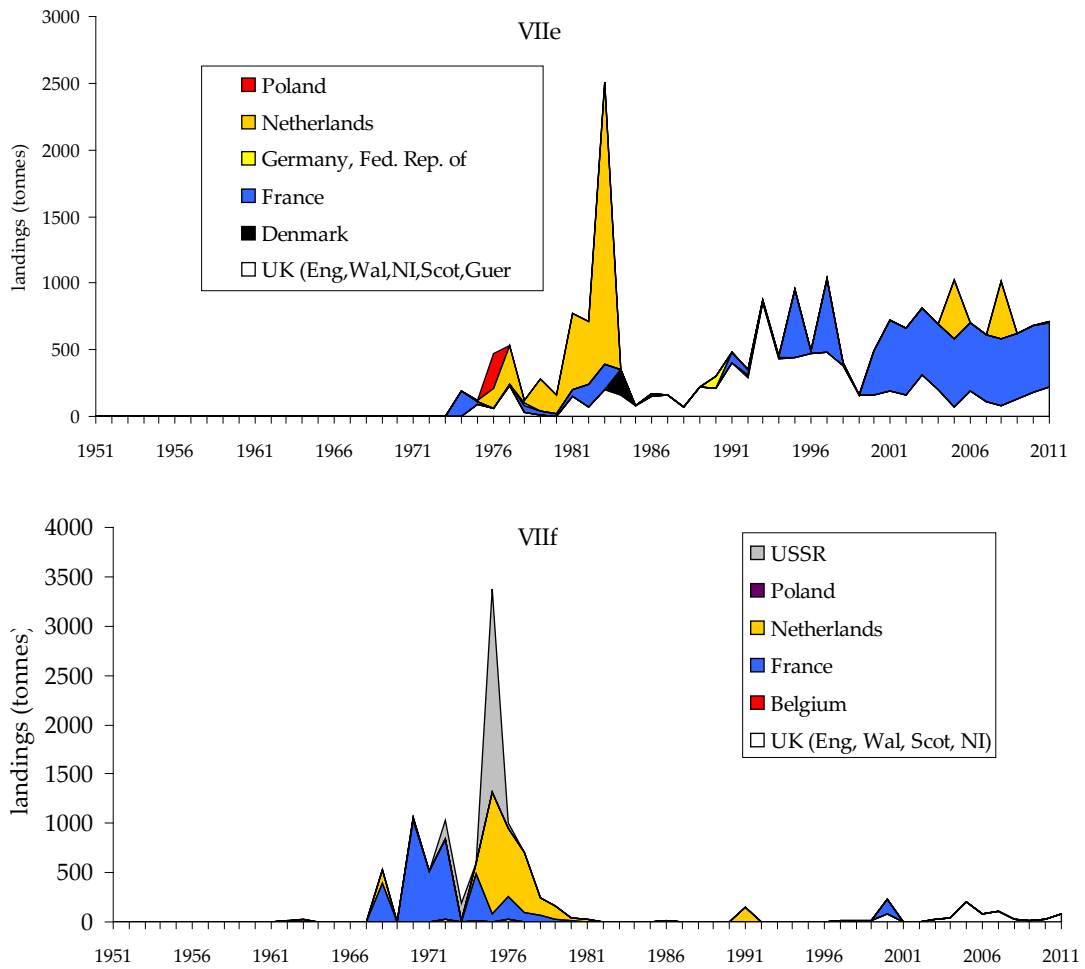 VIIe
3000
2500
2000
1500
1000
500
0
landings (tonnes)
Poland
Netherlands
Germany, Fed. Rep. of
France
Denmark
UK (Eng,Wal,NI,Scot,Guer
1951 1956 1961 1966 1971 1976 1981 1986 1991 1996 2001 2006 2011
VIIf
4000
3500
3000
2500
2000
1500
1000
500
0
landings (tonnes)
USSR
Poland
Netherlands
France
Belgium
UK (Eng, Wal, Scot, NI)
1951 1956 1961 1966 1971 1976 1981 1986 1991 1996 2001 2006 2011